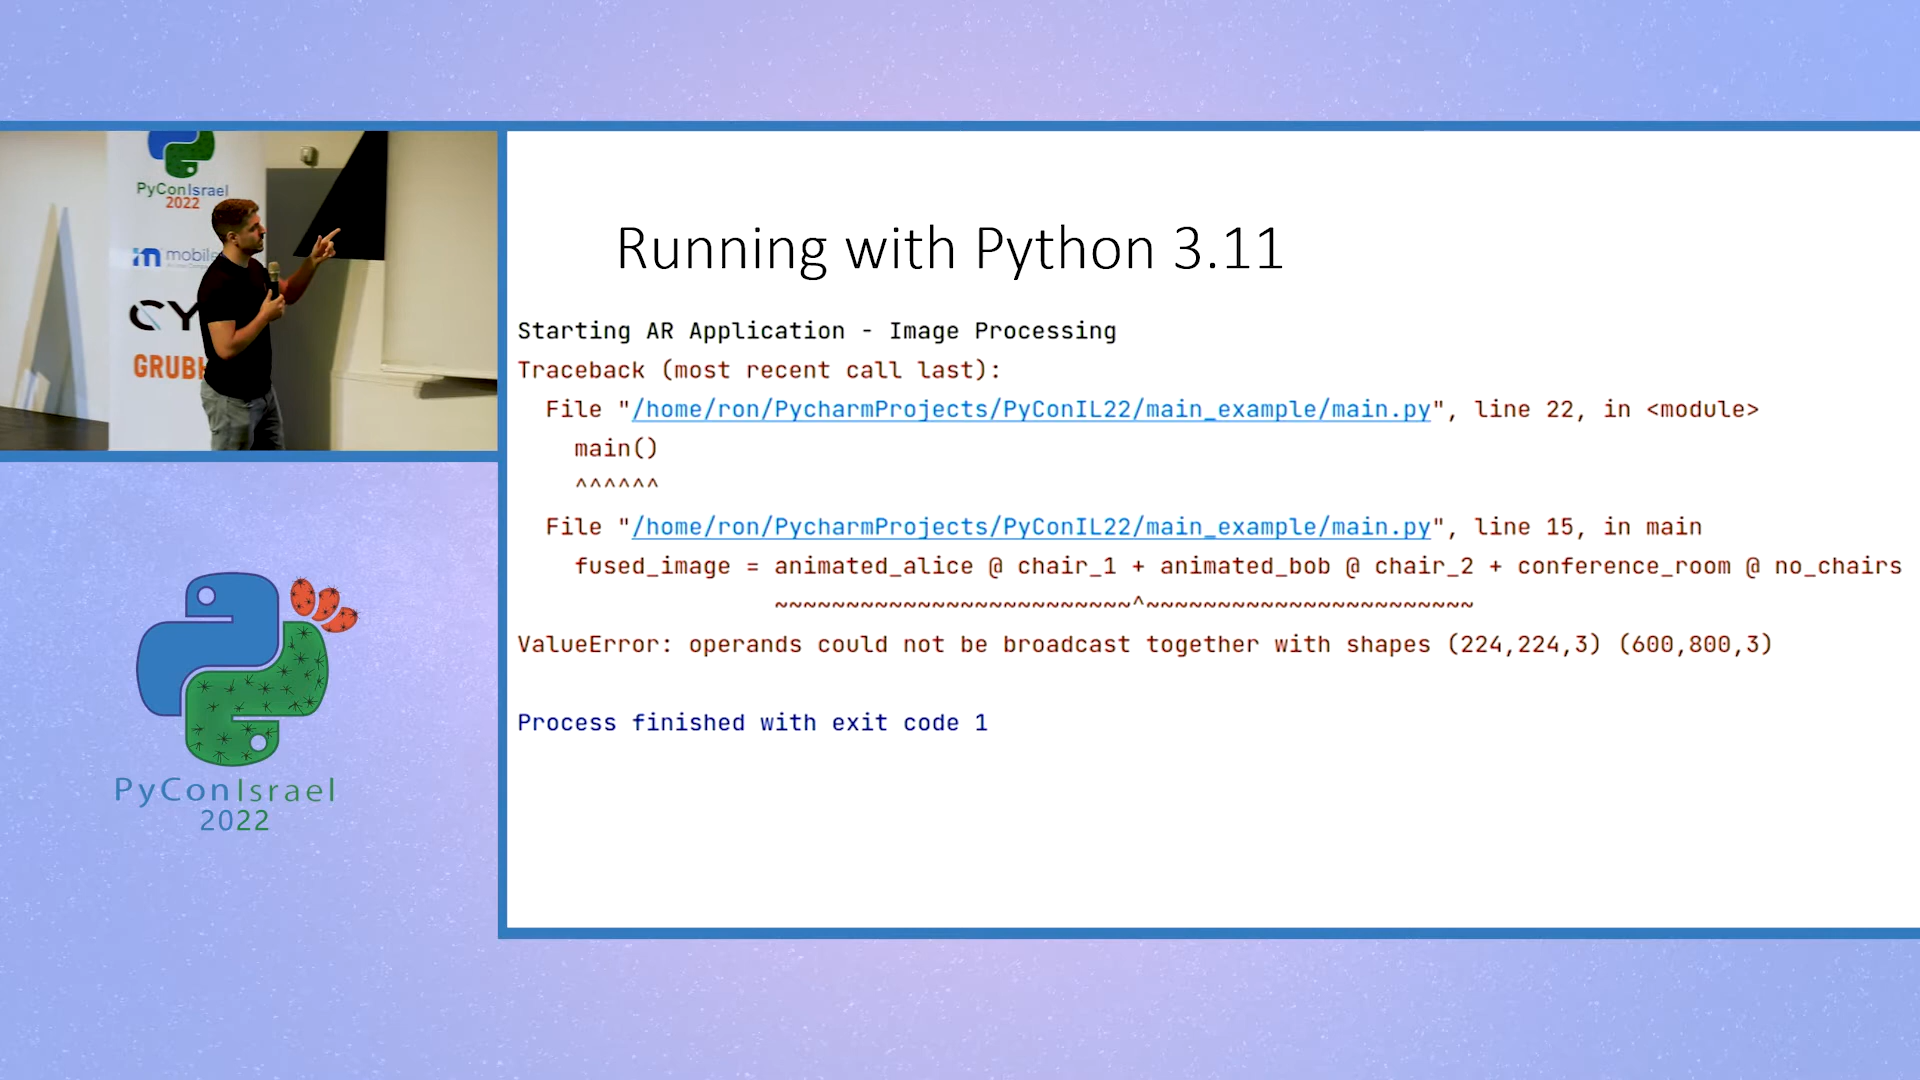 PyConIsrael
2022
mobile
CY
GRUBH
Running with Python 3.11
Starting AR Application - Image Processing
Traceback (most recent call last):
File "/home/ron/PycharmProjects/PyConIL22/main_example/main.py", line 22, in <module>
main()
^^^^^^
File "/home/ron/PycharmProjects/PyConIL22/main_example/main.py", line 15, in main
fused_image = animated_alice @ chair_1 + animated_bob @ chair_2 + conference_room @ no_chairs
~~~~~~~~~~~~~~~~~~~~~~~~~^~~~~~~~~~~~~~~~~~~~~~~~
ValueError: operands could not be broadcast together with shapes (224,224,3) (600,800,3)
Process finished with exit code 1
PyConIsrael
2022